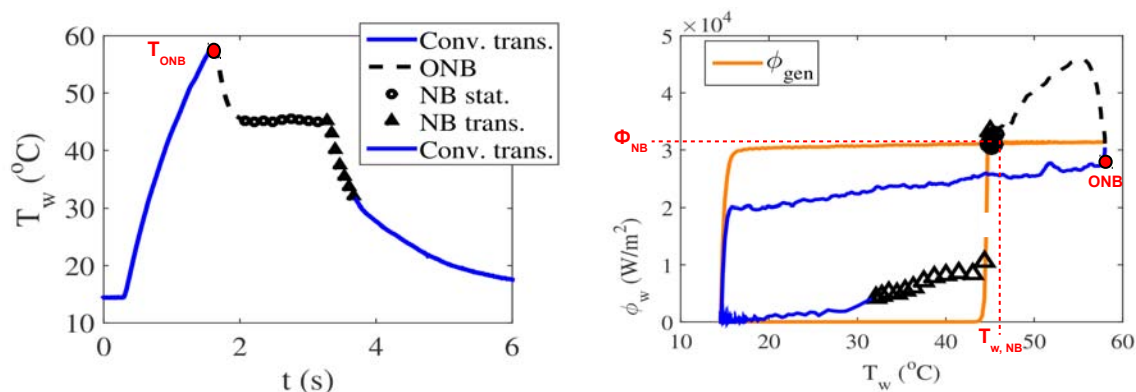 60
50
40
30
20
10
0
2
4
6
T_w (°C)
t (s)
T_ONB
Conv. trans.
ONB
NB stat.
NB trans.
Conv. trans.
5 × 10⁴
4
3
2
1
0
10
20
30
40
50
60
ϕ_w (W/m²)
T_w (°C)
ϕ_gen
Φ_NB
ONB
T_w, NB